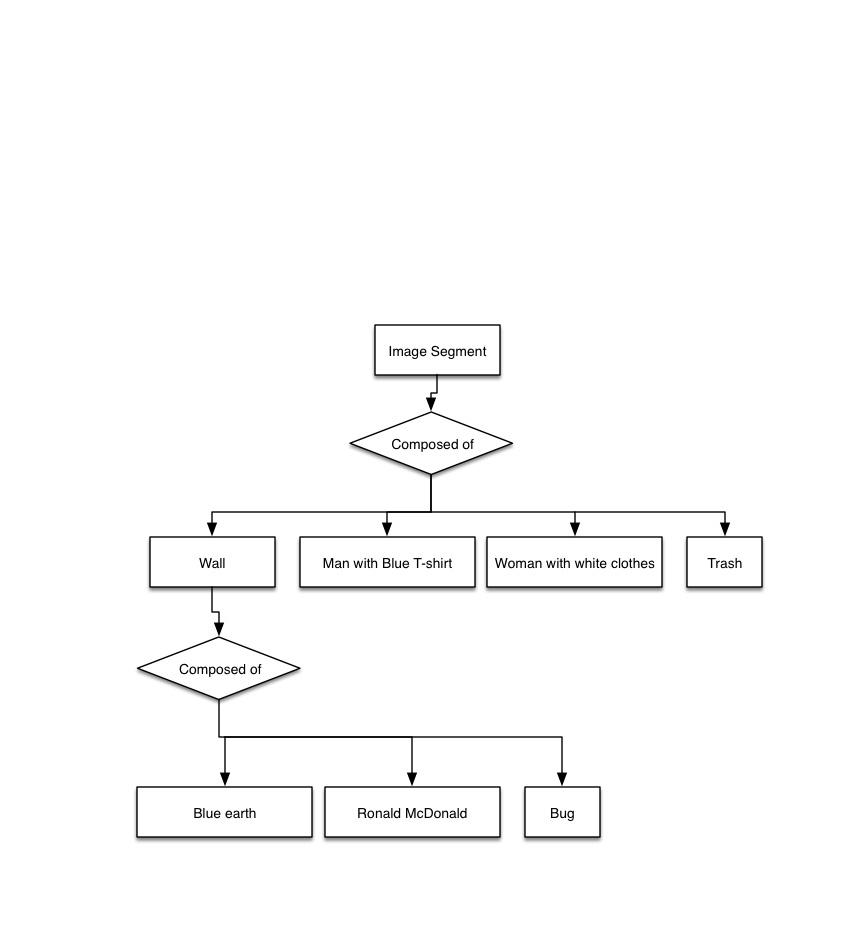 Image Segment
Composed of
Wall
Man with Blue T-shirt
Woman with white clothes
Trash
Composed of
Blue earth
Ronald McDonald
Bug